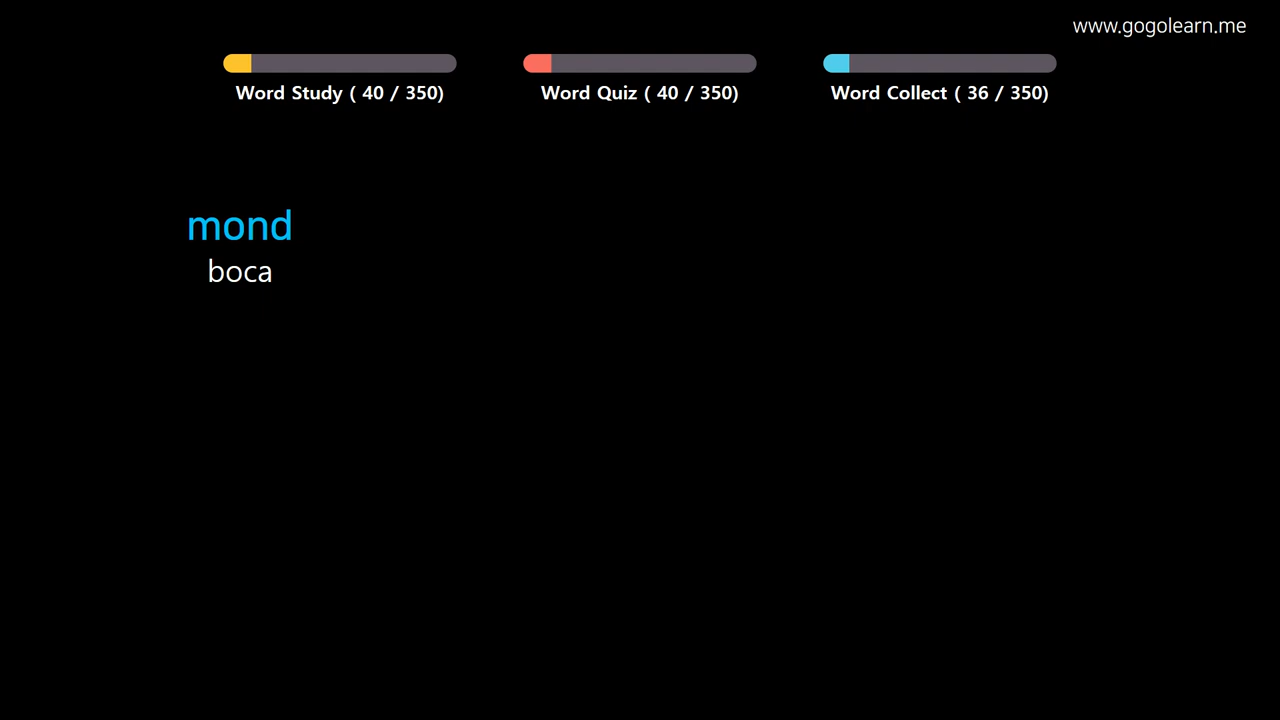 www.gogolearn.me
Word Study ( 40 / 350)
Word Quiz ( 40 / 350)
Word Collect ( 36 / 350)
mond
boca